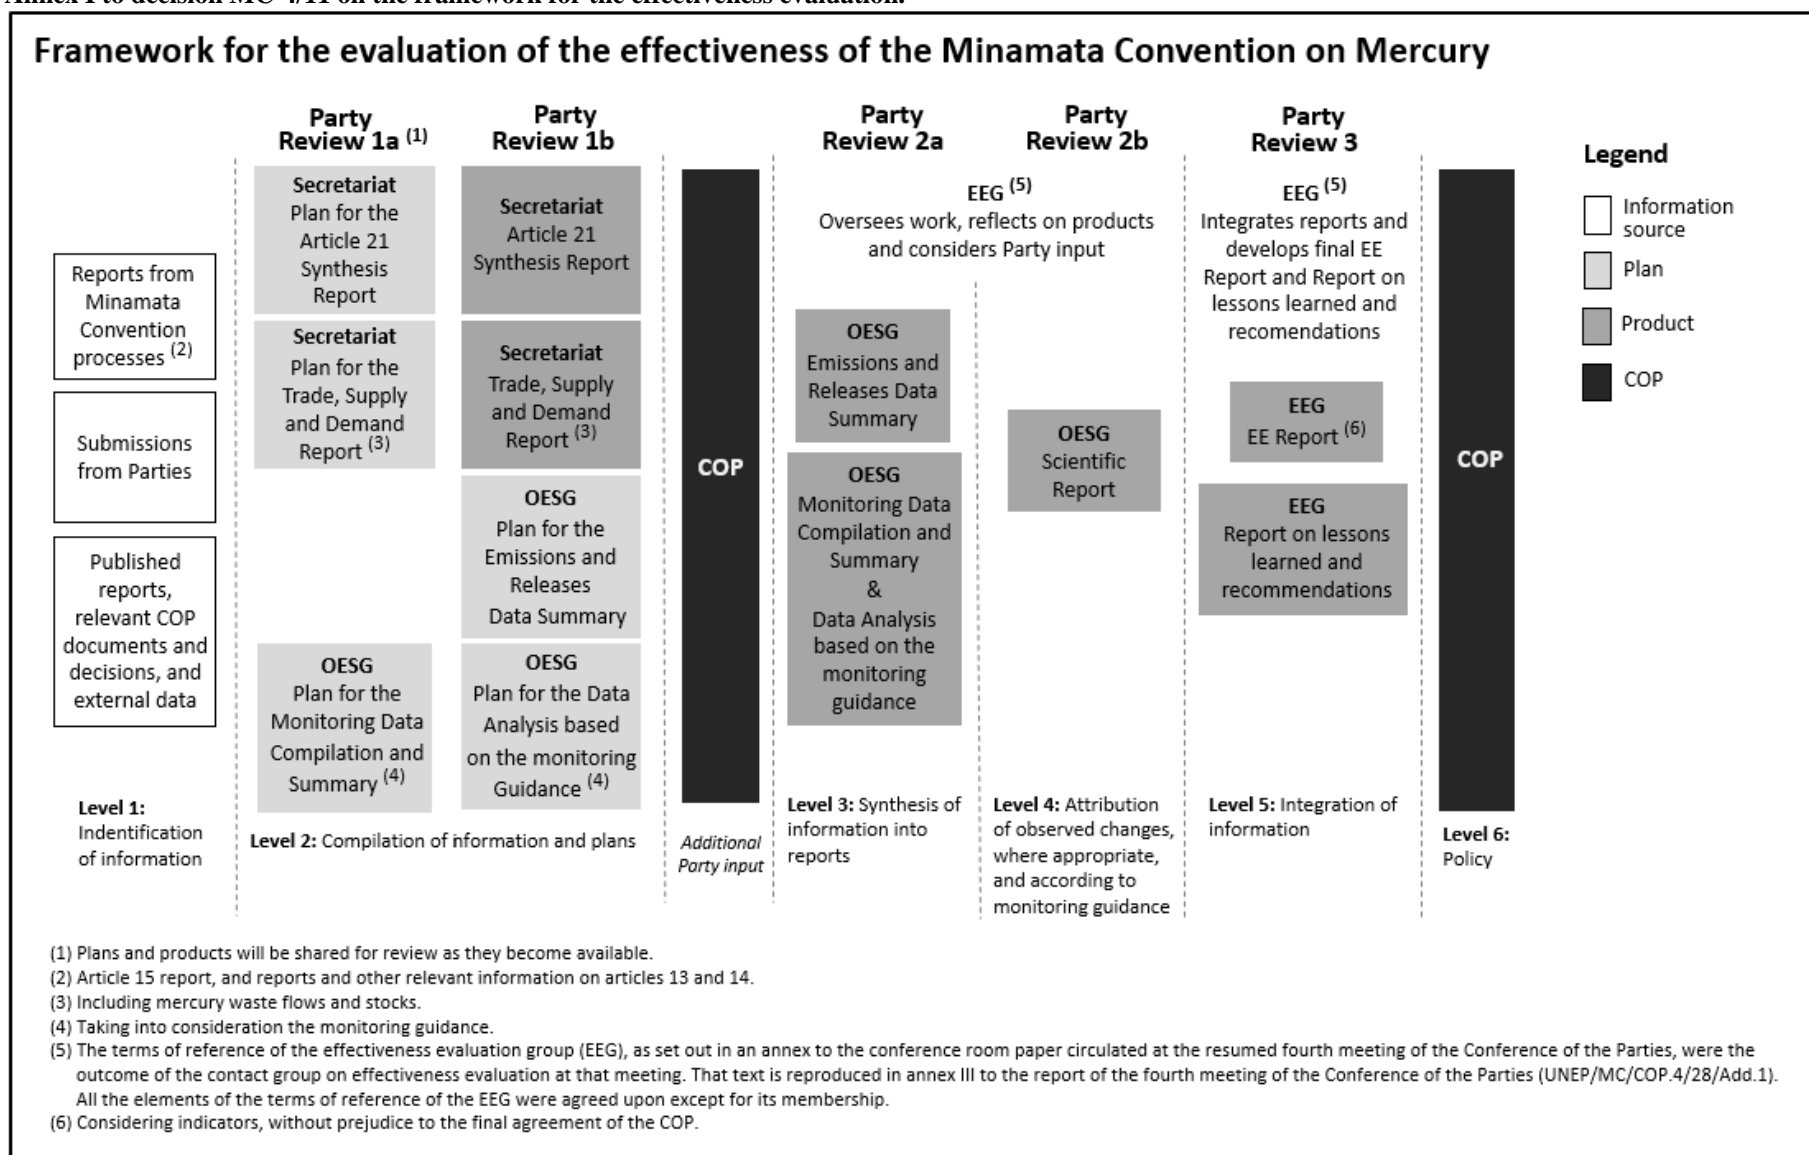 Annex I to decision MC-4/11 on the framework for the effectiveness evaluation.
Framework for the evaluation of the effectiveness of the Minamata Convention on Mercury
Reports from
Minamata
Convention
processes (2)
Submissions
from Parties
Published
reports,
relevant COP
documents and
decisions, and
external data
Level 1:
Indentification
of information
Party
Review 1a (1)
Secretariat
Plan for the
Article 21
Synthesis
Report
Secretariat
Plan for the
Trade, Supply
and Demand
Report (3)
OESG
Plan for the
Monitoring Data
Compilation and
Summary (4)
Party
Review 1b
Secretariat
Article 21
Synthesis Report
Secretariat
Trade, Supply
and Demand
Report (3)
OESG
Plan for the
Emissions and
Releases
Data Summary
OESG
Plan for the Data
Analysis based
on the monitoring
Guidance (4)
Level 2: Compilation of information and plans
COP
Additional
Party input
Party
Review 2a
Party
Review 2b
EEG (5)
Oversees work, reflects on products
and considers Party input
OESG
Emissions and
Releases Data
Summary
OESG
Monitoring Data
Compilation and
Summary
&
Data Analysis
based on the
monitoring
guidance
Level 3: Synthesis of
information into
reports
OESG
Scientific
Report
Level 4: Attribution
of observed changes,
where appropriate,
and according to
monitoring guidance
Party
Review 3
EEG (5)
Integrates reports and
develops final EE
Report and Report on
lessons learned and
recomendations
EEG
EE Report (6)
EEG
Report on lessons
learned and
recommendations
Level 5: Integration of
information
COP
Level 6:
Policy
Legend
Information
source
Plan
Product
COP
(1) Plans and products will be shared for review as they become available.
(2) Article 15 report, and reports and other relevant information on articles 13 and 14.
(3) Including mercury waste flows and stocks.
(4) Taking into consideration the monitoring guidance.
(5) The terms of reference of the effectiveness evaluation group (EEG), as set out in an annex to the conference room paper circulated at the resumed fourth meeting of the Conference of the Parties, were the
outcome of the contact group on effectiveness evaluation at that meeting. That text is reproduced in annex III to the report of the fourth meeting of the Conference of the Parties (UNEP/MC/COP.4/28/Add.1).
All the elements of the terms of reference of the EEG were agreed upon except for its membership.
(6) Considering indicators, without prejudice to the final agreement of the COP.